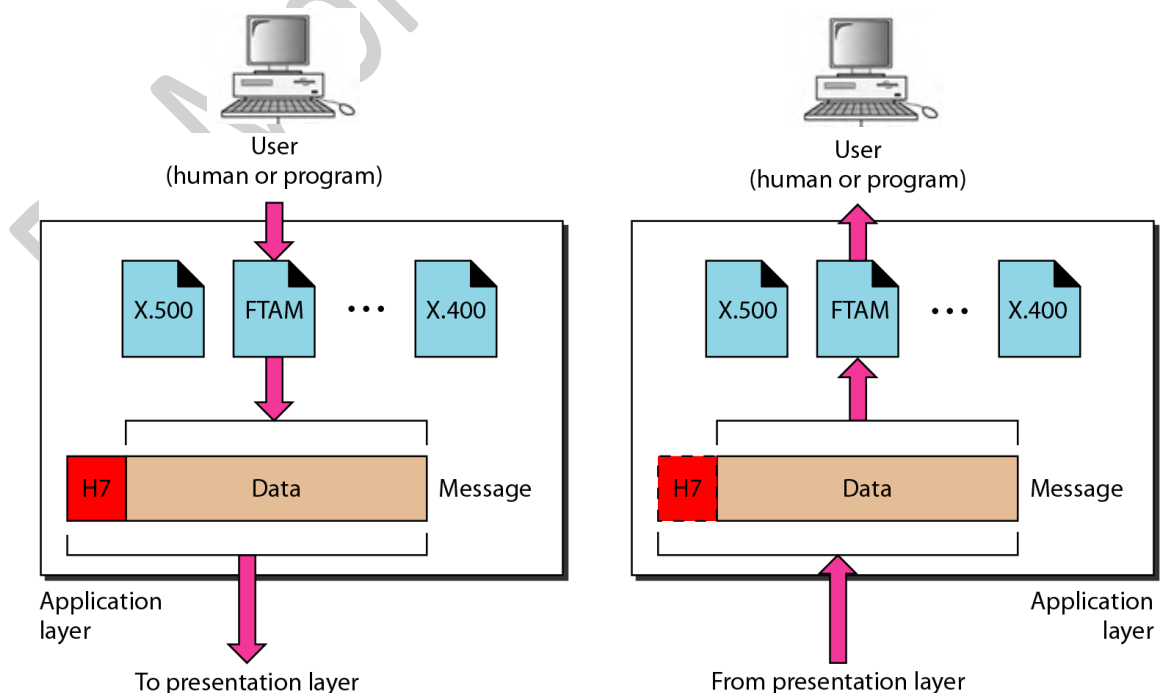 User
(human or program)
X.500
FTAM
...
X.400
H7
Data
Message
Application
layer
To presentation layer
User
(human or program)
X.500
FTAM
...
X.400
H7
Data
Message
Application
layer
From presentation layer